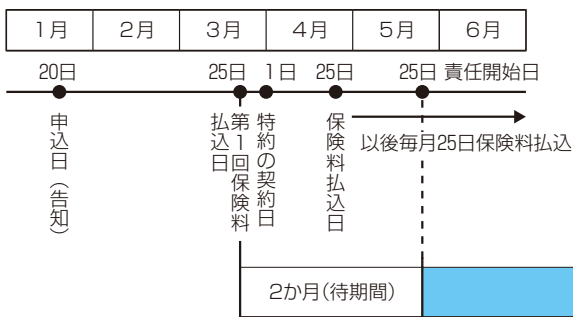 1月 2月 3月 4月 5月 6月
20日 25日 1日 25日 25日 責任開始日
申込日（告知）
第1回保険料
払込日
特約の契約日
保険料払込日
以後毎月25日保険料払込
2か月（待期間）